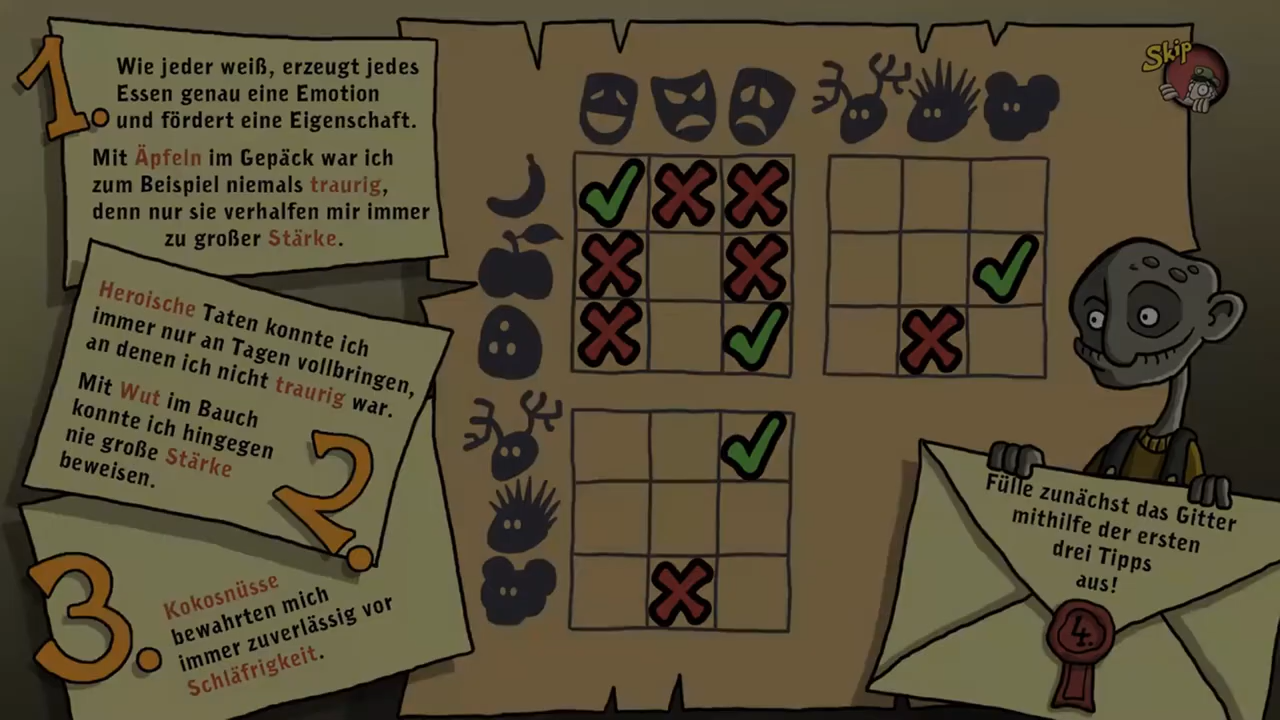 Skip
1.
Wie jeder weiß, erzeugt jedes
Essen genau eine Emotion
und fördert eine Eigenschaft.
Mit Äpfeln im Gepäck war ich
zum Beispiel niemals traurig,
denn nur sie verhalfen mir immer
zu großer Stärke.
Heroische Taten konnte ich
immer nur an Tagen vollbringen,
an denen ich nicht traurig war.
Mit Wut im Bauch
konnte ich hingegen
nie große Stärke
beweisen.
2.
3.
Kokosnüsse
bewahrten mich
immer zuverlässig vor
Schläfrigkeit.
Fülle zunächst das Gitter
mithilfe der ersten
drei Tipps
aus!
4.